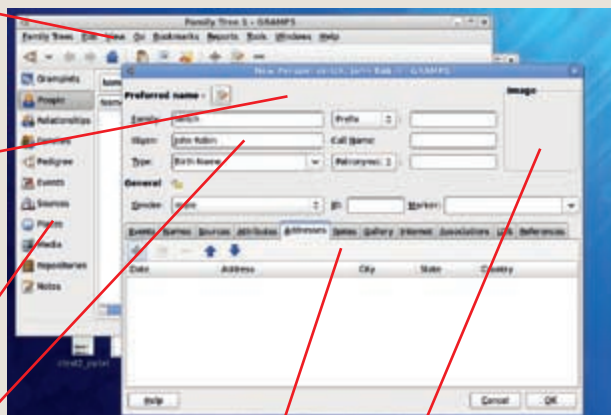 Family Tree 1 - GRAMPS
Family Trees Edit View Go Bookmarks Reports Tools Windows Help
Gramplets
People
Relationships
Families
Pedigree
Events
Sources
Places
Media
Repositories
Notes
New Person: GRAMPS
Image
Preferred name -
Family: Prefix :
Given: John Robin Call Name:
Type: Birth Name Patronymic :
General
Gender: ID: Marker:
Events Names Sources Attributes Addresses Notes Gallery Internet Associations LDS References
Date Address City State Country
Help Cancel OK